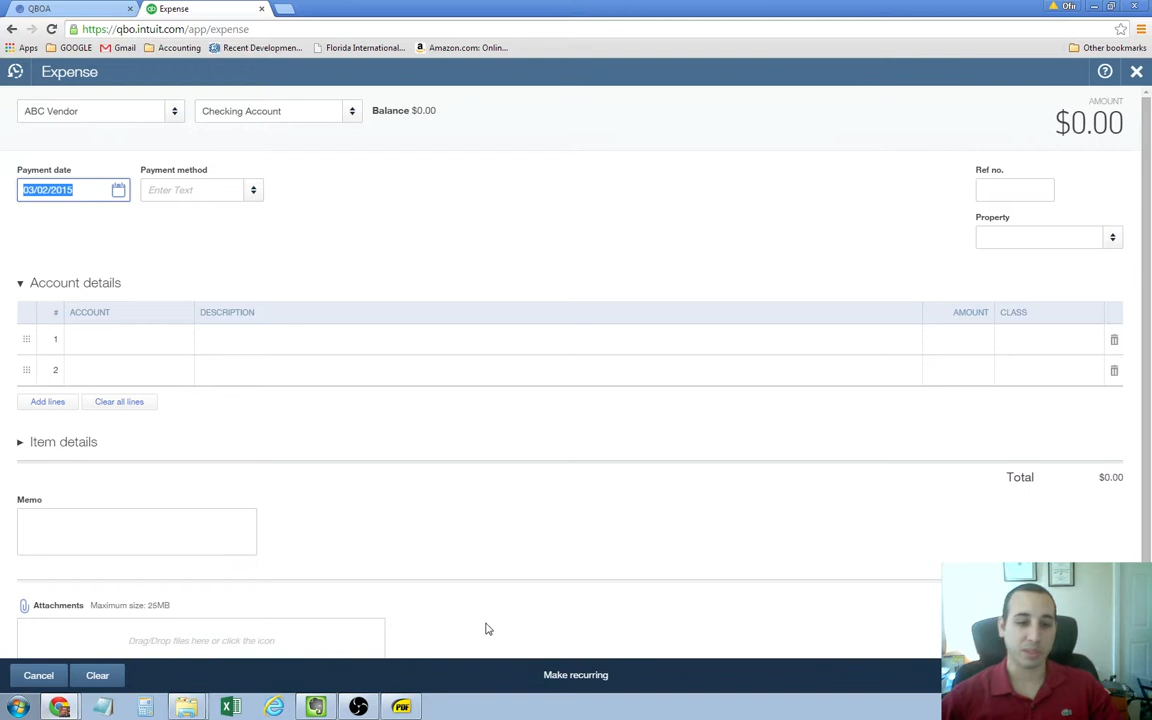 QBOA
Expense
Ofir
https://qbo.intuit.com/app/expense
Apps
GOOGLE
Gmail
Accounting
Recent Developmen...
Florida International...
Amazon.com: Onlin...
Other bookmarks
Expense
ABC Vendor
Checking Account
Balance $0.00
AMOUNT
$0.00
Payment date
Payment method
Ref no.
03/02/2015
Enter Text
Property
Account details
# ACCOUNT DESCRIPTION AMOUNT CLASS
1
2
Add lines
Clear all lines
Item details
Total $0.00
Memo
Attachments Maximum size: 25MB
Drag/Drop files here or click the icon
Cancel
Clear
Make recurring
PDF